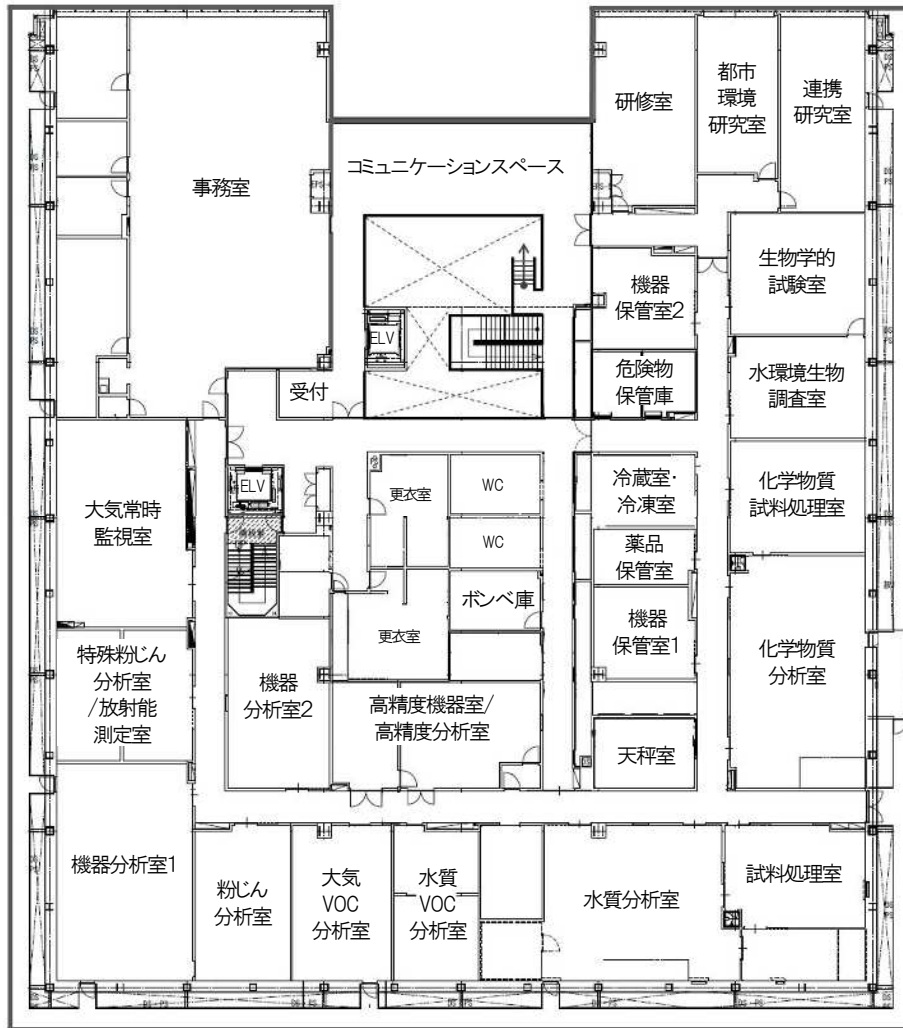 研修室
都市
環境
研究室
連携
研究室
コミュニケーションスペース
事務室
EPS
生物学的
試験室
機器
保管室2
ELV
危険物
保管庫
水環境生物
調査室
受付
大気常時
監視室
ELV
更衣室
WC
冷蔵室・
冷凍室
化学物質
試料処理室
WC
薬品
保管室
ボンベ庫
更衣室
機器
保管室1
化学物質
分析室
特殊粉じん
分析室
/放射能
測定室
機器
分析室2
高精度機器室/
高精度分析室
天秤室
機器分析室1
粉じん
分析室
大気
VOC
分析室
水質
VOC
分析室
水質分析室
試料処理室
DS・PS
DS・PS
DS・PS
DS・PS